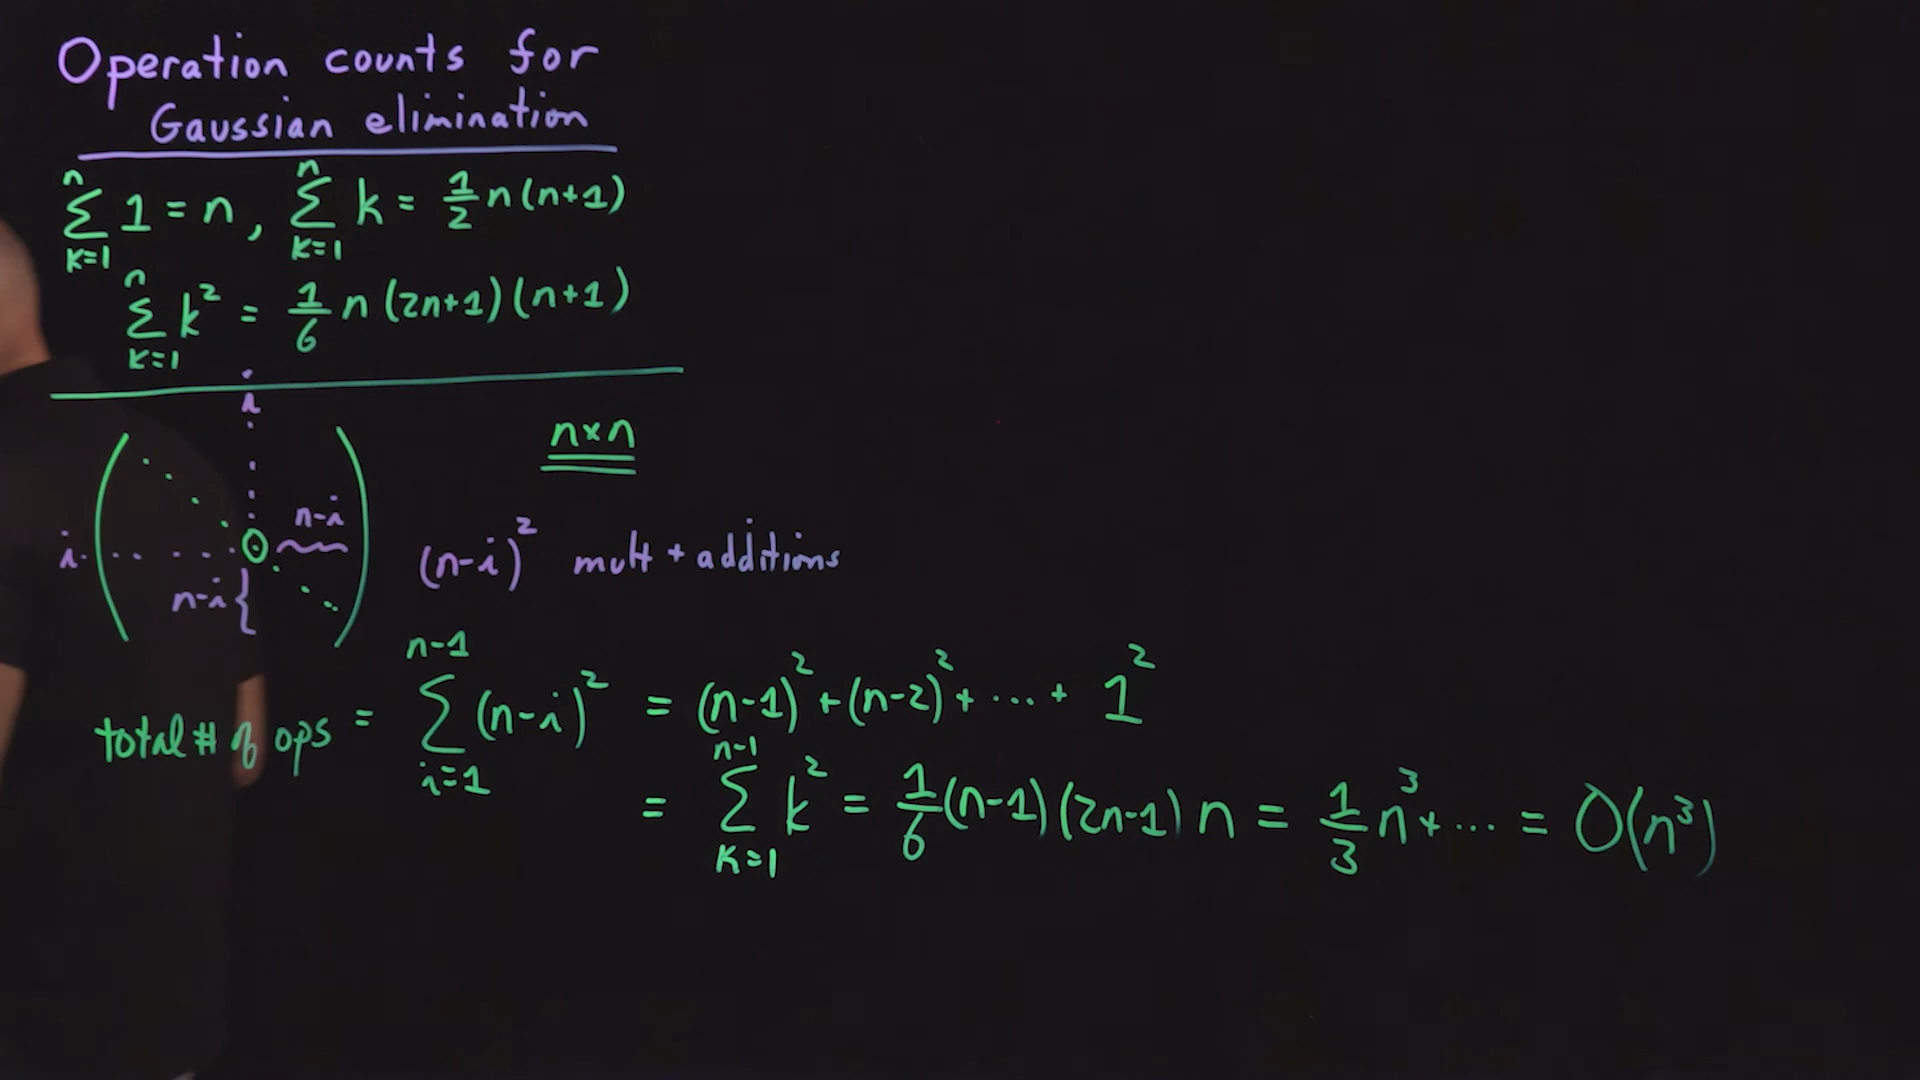 Operation counts for
Gaussian elimination
∑_{k=1}^{n} 1 = n, ∑_{k=1}^{n} k = 1/2 n(n+1)
∑_{k=1}^{n} k² = 1/6 n(2n+1)(n+1)
i
n×n
n-i
i
(n-i)² mult + additions
n-i
total # of ops = ∑_{i=1}^{n-1} (n-i)² = (n-1)² + (n-2)² + ... + 1²
= ∑_{k=1}^{n-1} k² = 1/6 (n-1)(2n-1)n = 1/3 n³ + ... = O(n³)